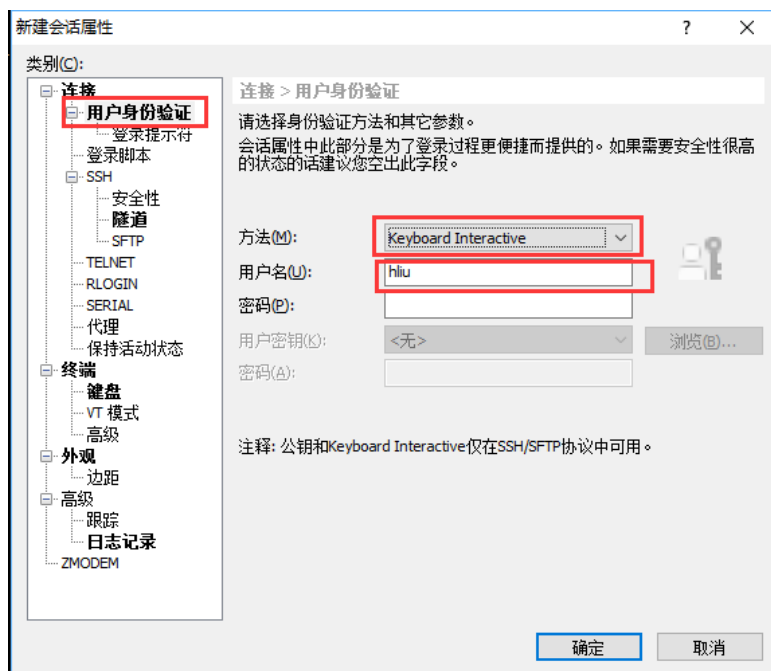 新建会话属性
?
类别(C):
连接
用户身份验证
登录提示符
登录脚本
SSH
安全性
隧道
SFTP
TELNET
RLOGIN
SERIAL
代理
保持活动状态
终端
键盘
VT 模式
高级
外观
边距
高级
跟踪
日志记录
ZMODEM
连接 > 用户身份验证
请选择身份验证方法和其它参数。
会话属性中此部分是为了登录过程更便捷而提供的。如果需要安全性很高
的状态的话建议您空出此字段。
方法(M):
Keyboard Interactive
用户名(U):
hliu
密码(P):
用户密钥(K):
<无>
浏览(B)...
密码(A):
注释: 公钥和Keyboard Interactive仅在SSH/SFTP协议中可用。
确定
取消